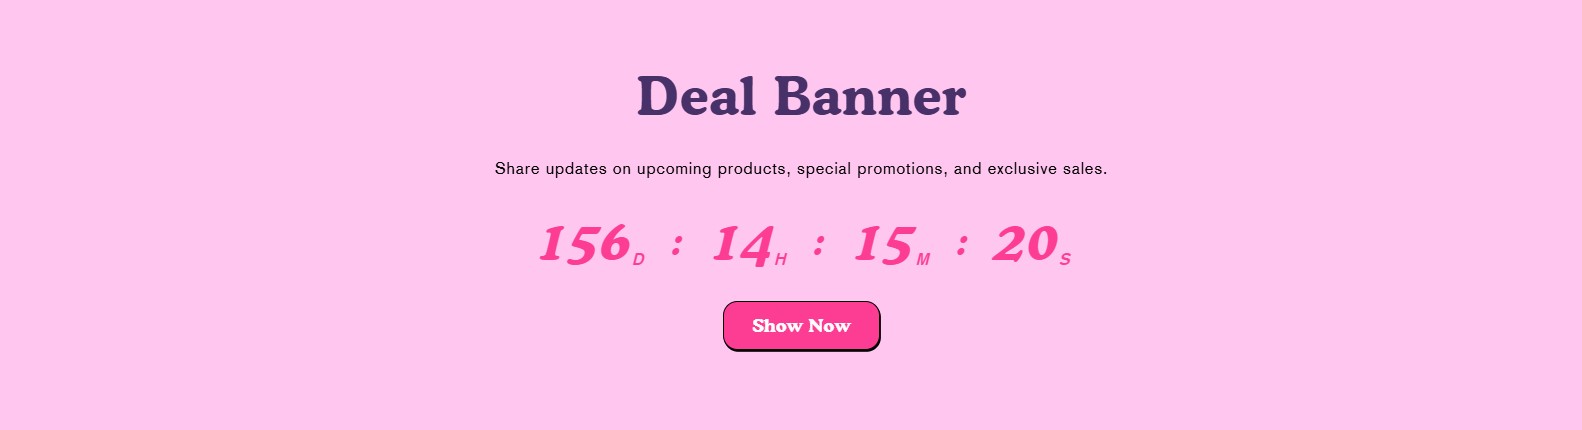 Deal Banner
Share updates on upcoming products, special promotions, and exclusive sales.
156D : 14H : 15M : 20S
Show Now